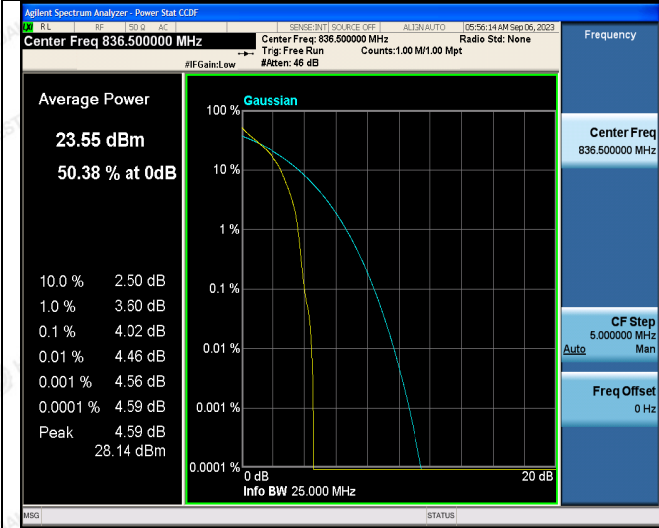 Agilent Spectrum Analyzer - Power Stat CCDF
RL RF 50 Ω AC SENSE:INT SOURCE OFF ALIGN AUTO 05:56:14 AM Sep 06, 2023
Center Freq 836.500000 MHz
Center Freq: 836.500000 MHz Radio Std: None
Trig: Free Run Counts:1.00 M/1.00 Mpt
#IFGain:Low #Atten: 46 dB
Frequency
Average Power
23.55 dBm
50.38 % at 0dB
10.0 % 2.50 dB
1.0 % 3.60 dB
0.1 % 4.02 dB
0.01 % 4.46 dB
0.001 % 4.56 dB
0.0001 % 4.59 dB
Peak 4.59 dB
28.14 dBm
Gaussian
100 %
10 %
1 %
0.1 %
0.01 %
0.001 %
0.0001 %
0 dB 20 dB
Info BW 25.000 MHz
Center Freq
836.500000 MHz
CF Step
5.000000 MHz
Auto Man
Freq Offset
0 Hz
MSG STATUS